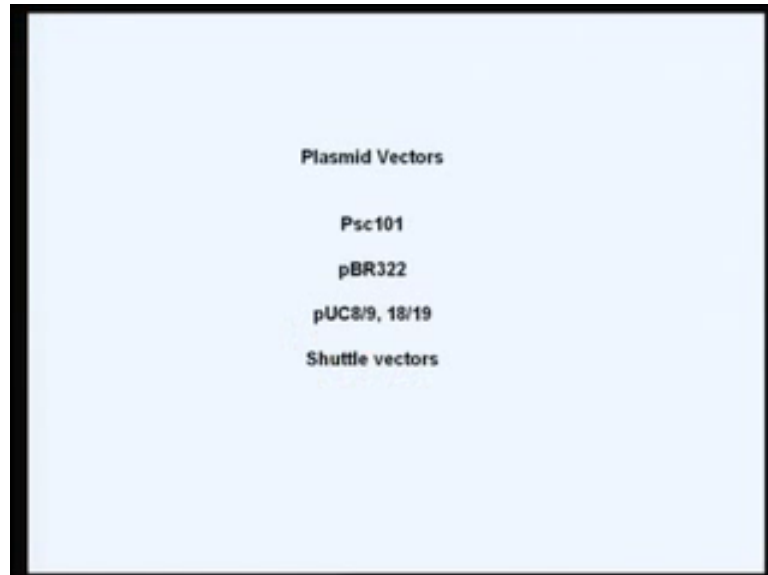 Plasmid Vectors
Psc101
pBR322
pUC8/9, 18/19
Shuttle vectors